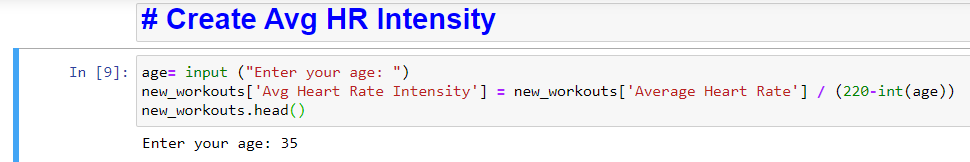 # Create Avg HR Intensity
In [9]: age= input ("Enter your age: ")
new_workouts['Avg Heart Rate Intensity'] = new_workouts['Average Heart Rate'] / (220-int(age))
new_workouts.head()
Enter your age: 35